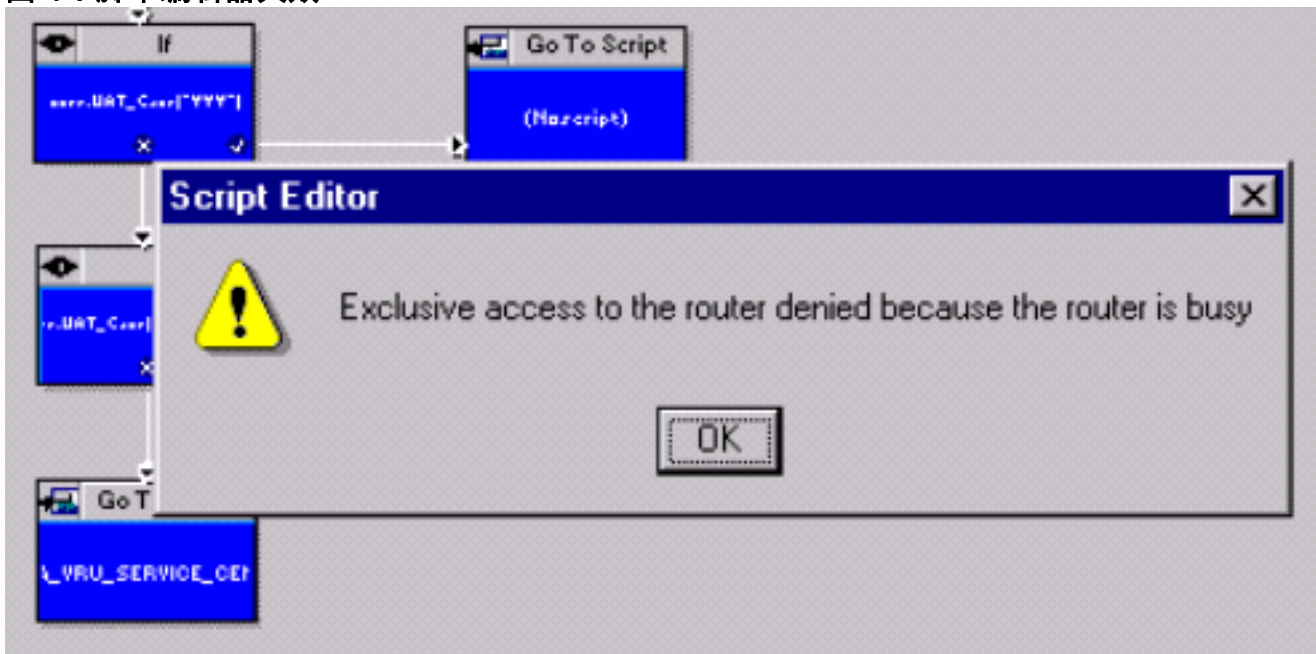 If
Go To Script
(No script)
Script Editor
Exclusive access to the router denied because the router is busy
OK
Go T
_VRU_SERVICE_CEN